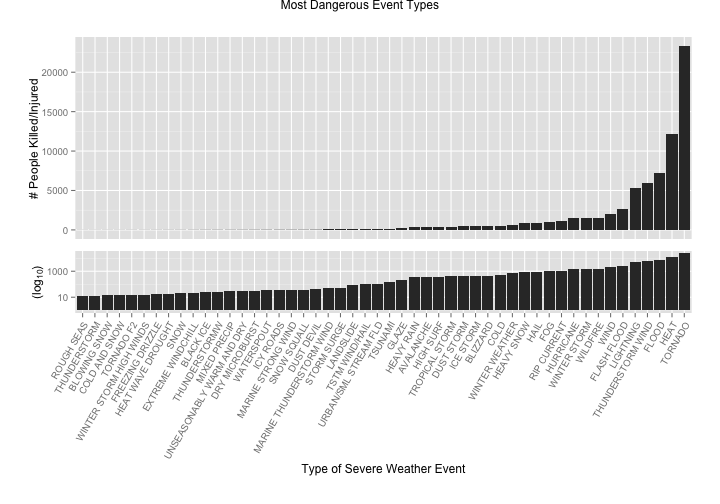 Most Dangerous Event Types
# People Killed/Injured
20000
15000
10000
5000
0
(log10)
1000
10
ROUGH SEAS
THUNDERSTORM
BLOWING SNOW
COLD AND SNOW
TORNADO F2
WINTER STORM HIGH WINDS
FREEZING DRIZZLE
HEAT WAVE DROUGHT
SNOW
EXTREME WINDCHILL
BLACK ICE
THUNDERSTORMW
MIXED PRECIP
UNSEASONABLY WARM AND DRY
DRY MICROBURST
WATERSPOUT
ICY ROADS
STRONG WIND
MARINE STRONG WIND
SNOW SQUALL
DUST DEVIL
MARINE THUNDERSTORM WIND
STORM SURGE
LANDSLIDE
TSTM WIND/HAIL
URBAN/SML STREAM FLD
TSUNAMI
GLAZE
HEAVY RAIN
AVALANCHE
HIGH SURF
TROPICAL STORM
DUST STORM
ICE STORM
BLIZZARD
COLD
WINTER WEATHER
HEAVY SNOW
HAIL
FOG
RIP CURRENT
HURRICANE
WINTER STORM
WILDFIRE
WIND
FLASH FLOOD
LIGHTNING
THUNDERSTORM WIND
FLOOD
HEAT
TORNADO
Type of Severe Weather Event